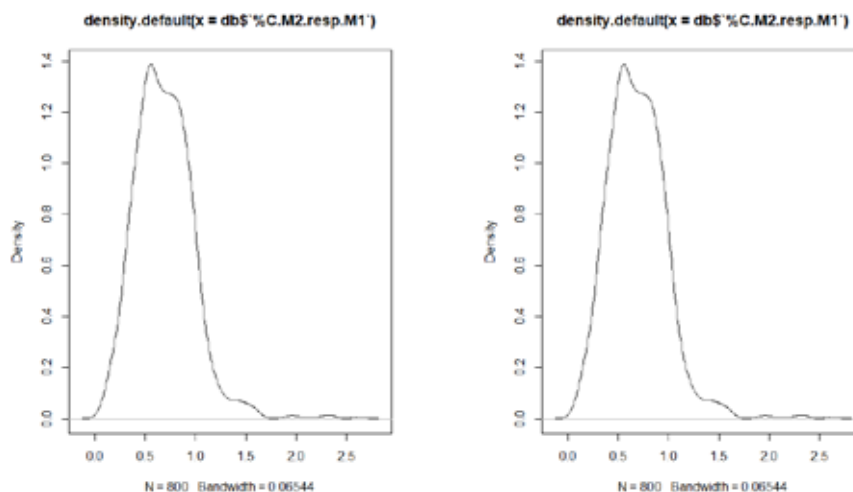 density.default(x = db$`%C.M2.resp.M1`)
Density
0.0 0.2 0.4 0.6 0.8 1.0 1.2 1.4
0.0 0.5 1.0 1.5 2.0 2.5
N = 800 Bandwidth = 0.06544
density.default(x = db$`%C.M2.resp.M1`)
Density
0.0 0.2 0.4 0.6 0.8 1.0 1.2 1.4
0.0 0.5 1.0 1.5 2.0 2.5
N = 800 Bandwidth = 0.06544